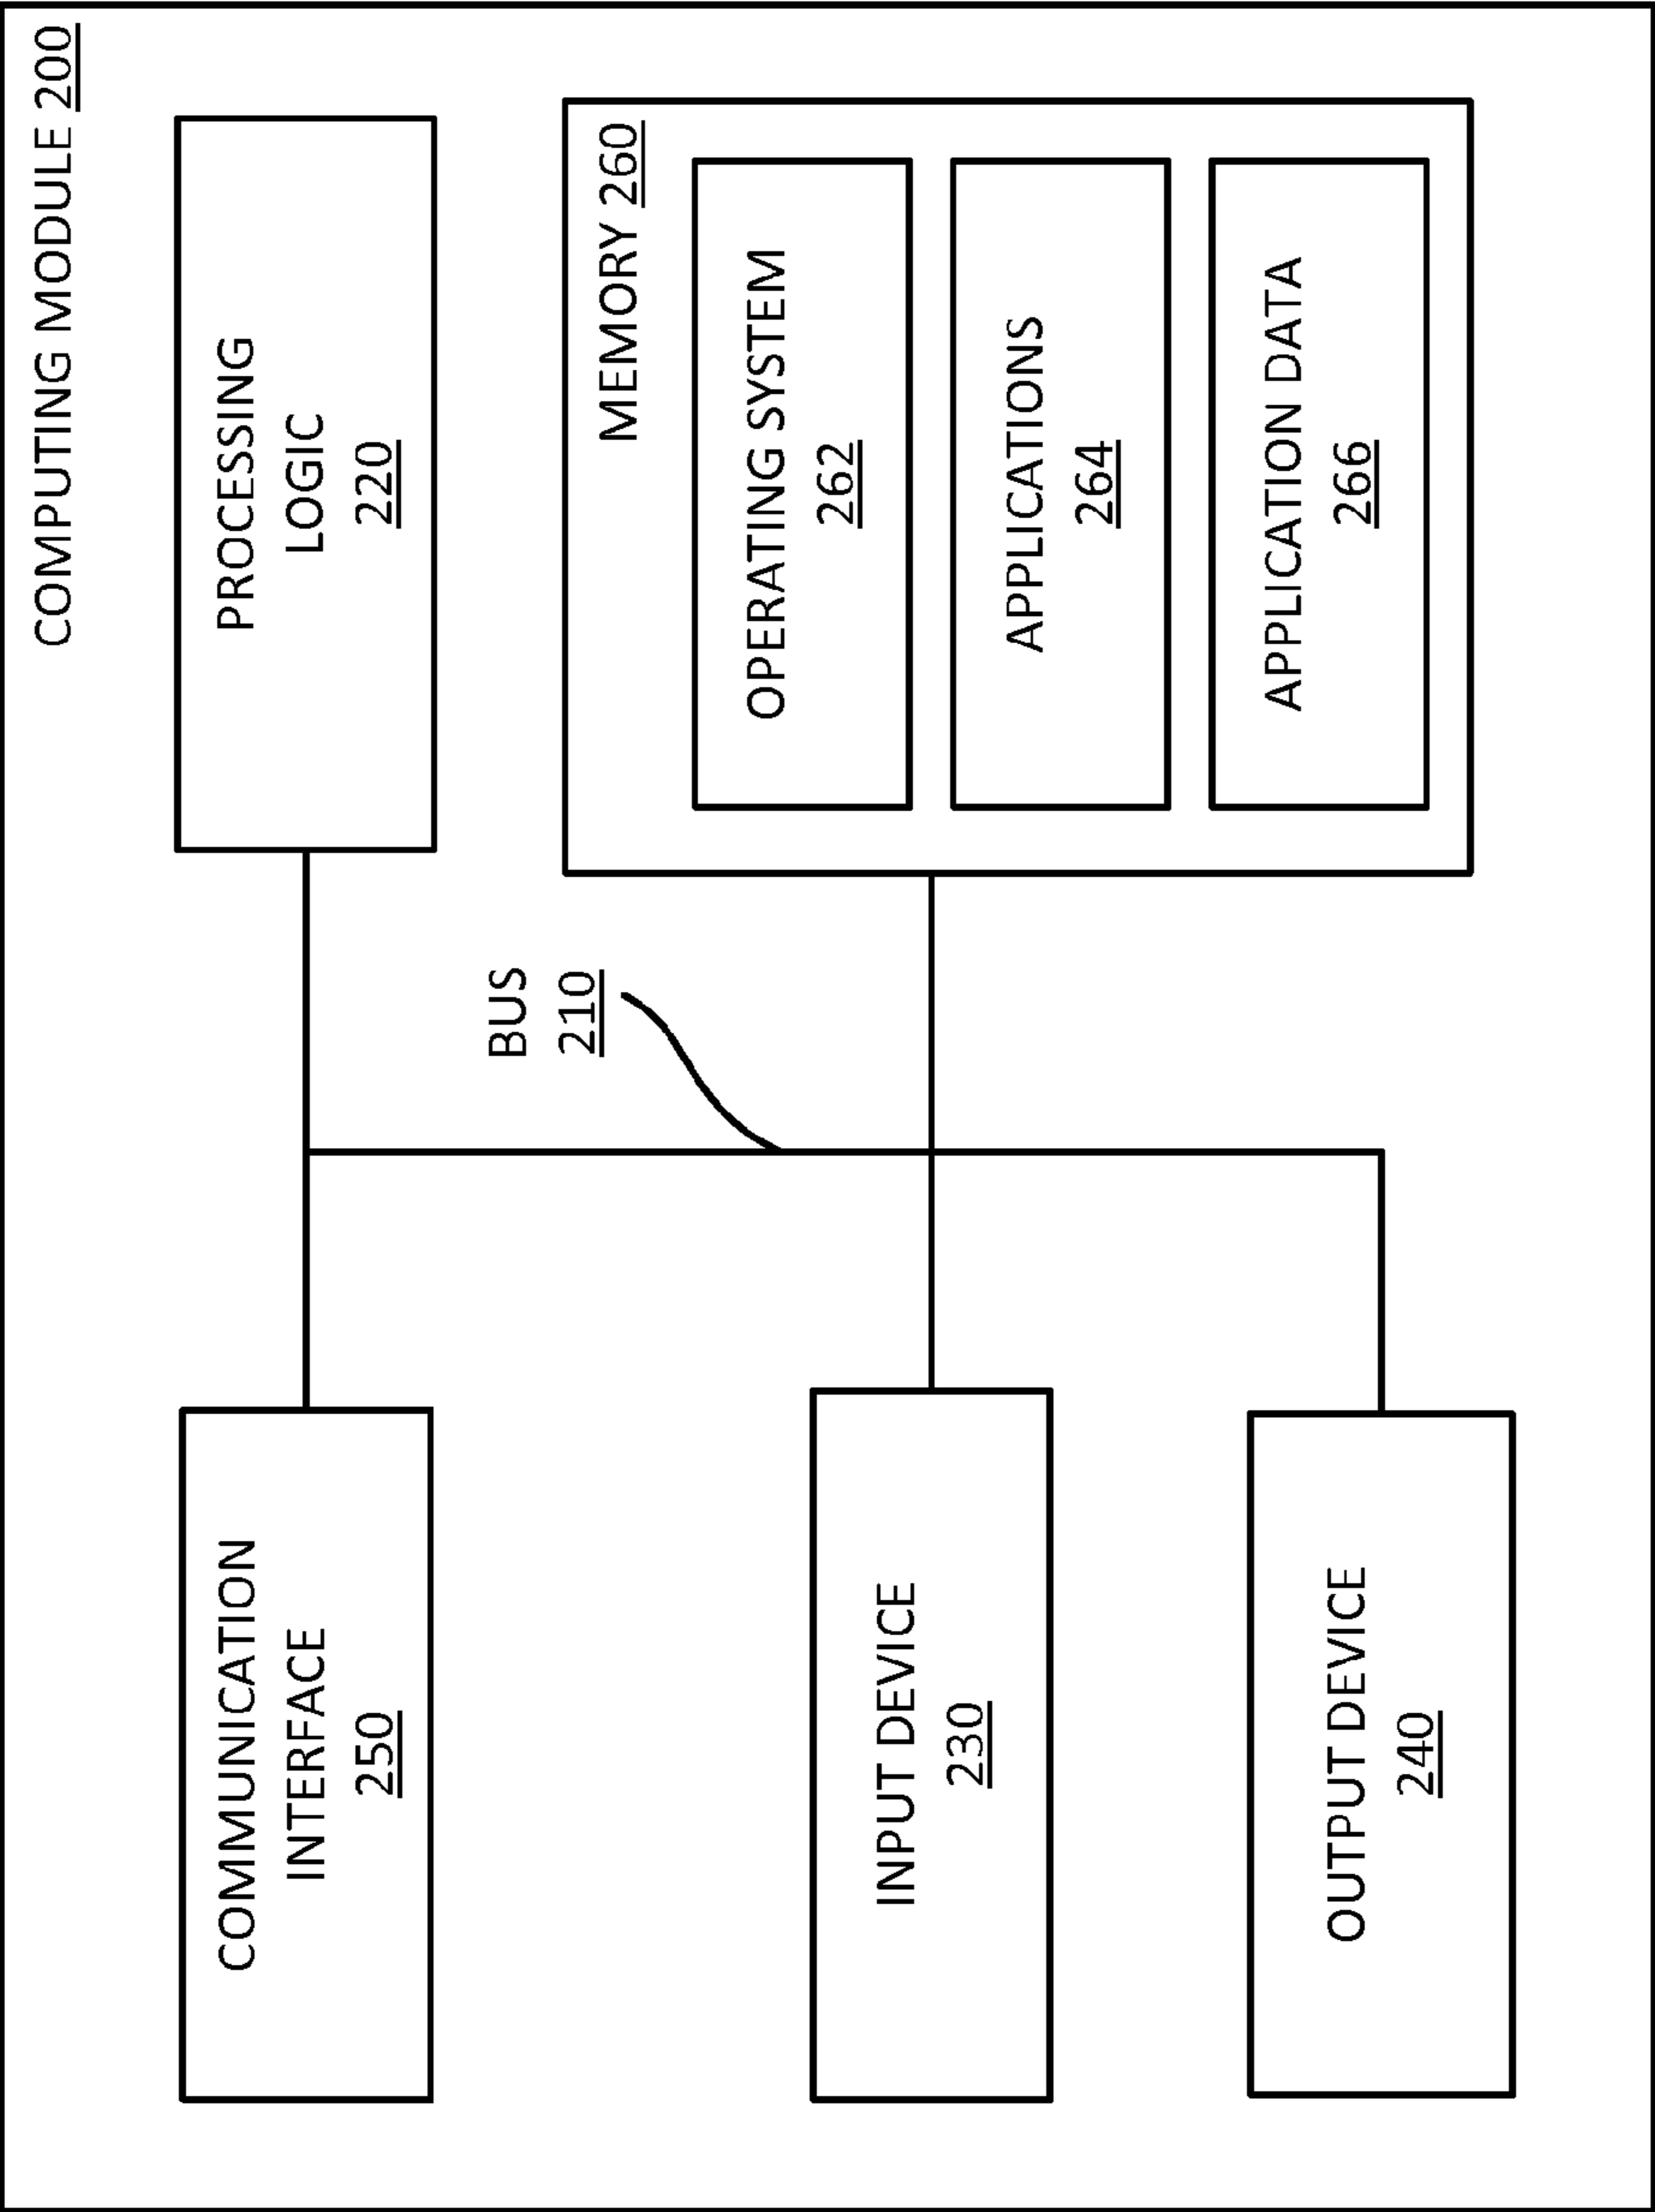 COMPUTING MODULE 200
COMMUNICATION
INTERFACE
250
PROCESSING
LOGIC
220
BUS
210
MEMORY 260
OPERATING SYSTEM
262
APPLICATIONS
264
APPLICATION DATA
266
INPUT DEVICE
230
OUTPUT DEVICE
240